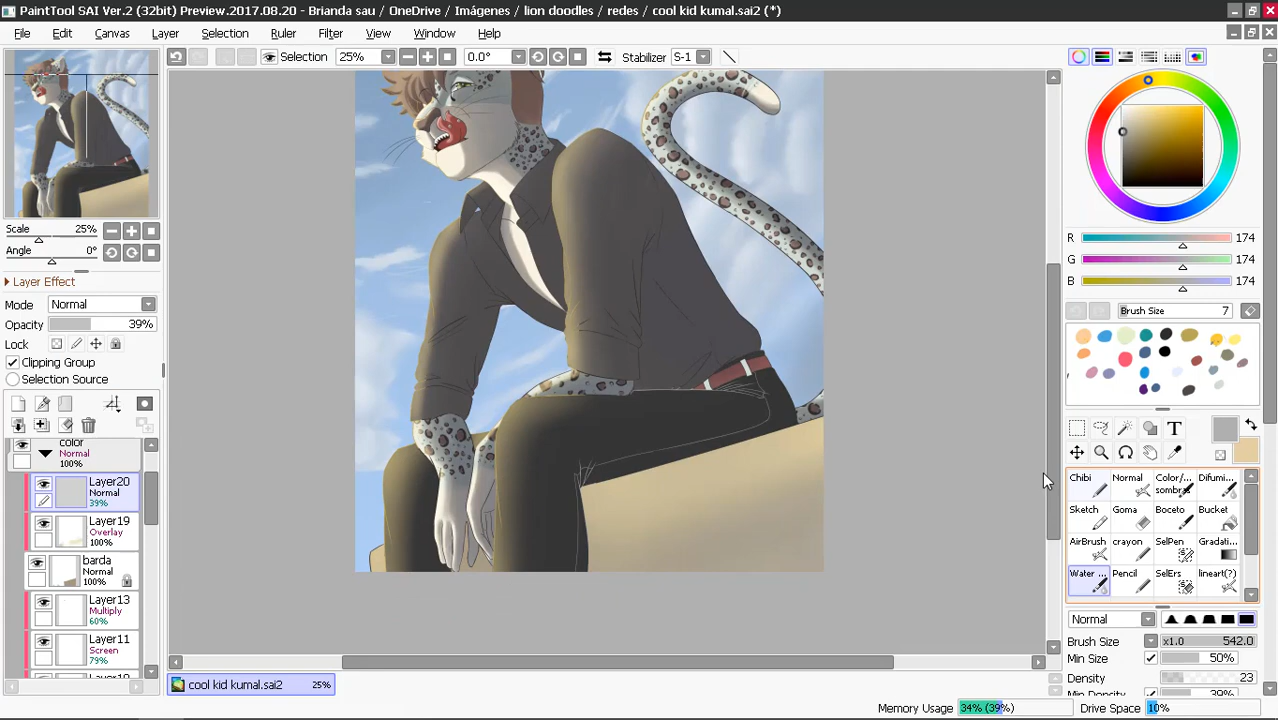 PaintTool SAI Ver.2 (32bit) Preview.2017.08.20 - Brianda sau / OneDrive / Imágenes / lion doodles / redes / cool kid kumal.sai2 (*)
File Edit Canvas Layer Selection Ruler Filter View Window Help
Selection 25% 0.0° Stabilizer S-1
Scale 25%
Angle 0°
Layer Effect
Mode Normal
Opacity 39%
Lock
Clipping Group
Selection Source
color
Normal
100%
Layer20
Normal
39%
Layer19
Overlay
100%
barda
Normal
100%
Layer13
Multiply
60%
Layer11
Screen
79%
R 174
G 174
B 174
Brush Size 7
T
Chibi Normal Color/... Difumi...
sombr
Sketch Goma Boceto Bucket
AirBrush crayon SelPen Gradati...
Water ... Pencil SelErs lineart(?)
Normal
Brush Size x1.0 542.0
Min Size 50%
Density 23
Min Density 39%
cool kid kumal.sai2 25%
Memory Usage 34% (39%) Drive Space 10%